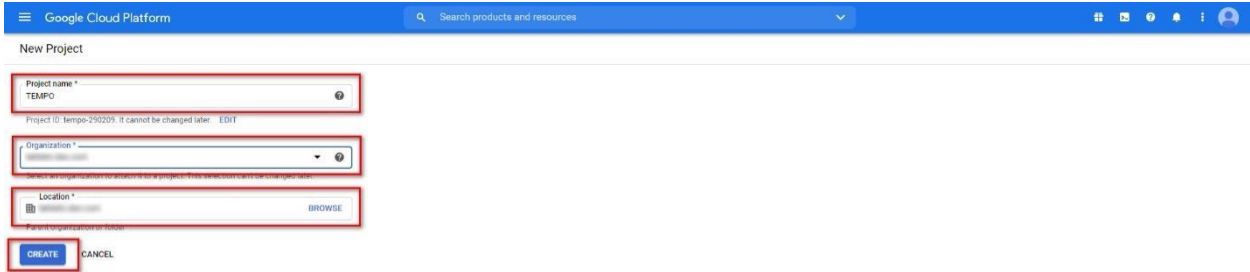 Google Cloud Platform
Search products and resources
New Project
Project name *
TEMPO
Project ID: tempo-290209. It cannot be changed later. EDIT
Organization *
Select an organization to attach it to a project. This selection can't be changed later.
Location *
BROWSE
Parent organization or folder
CREATE CANCEL